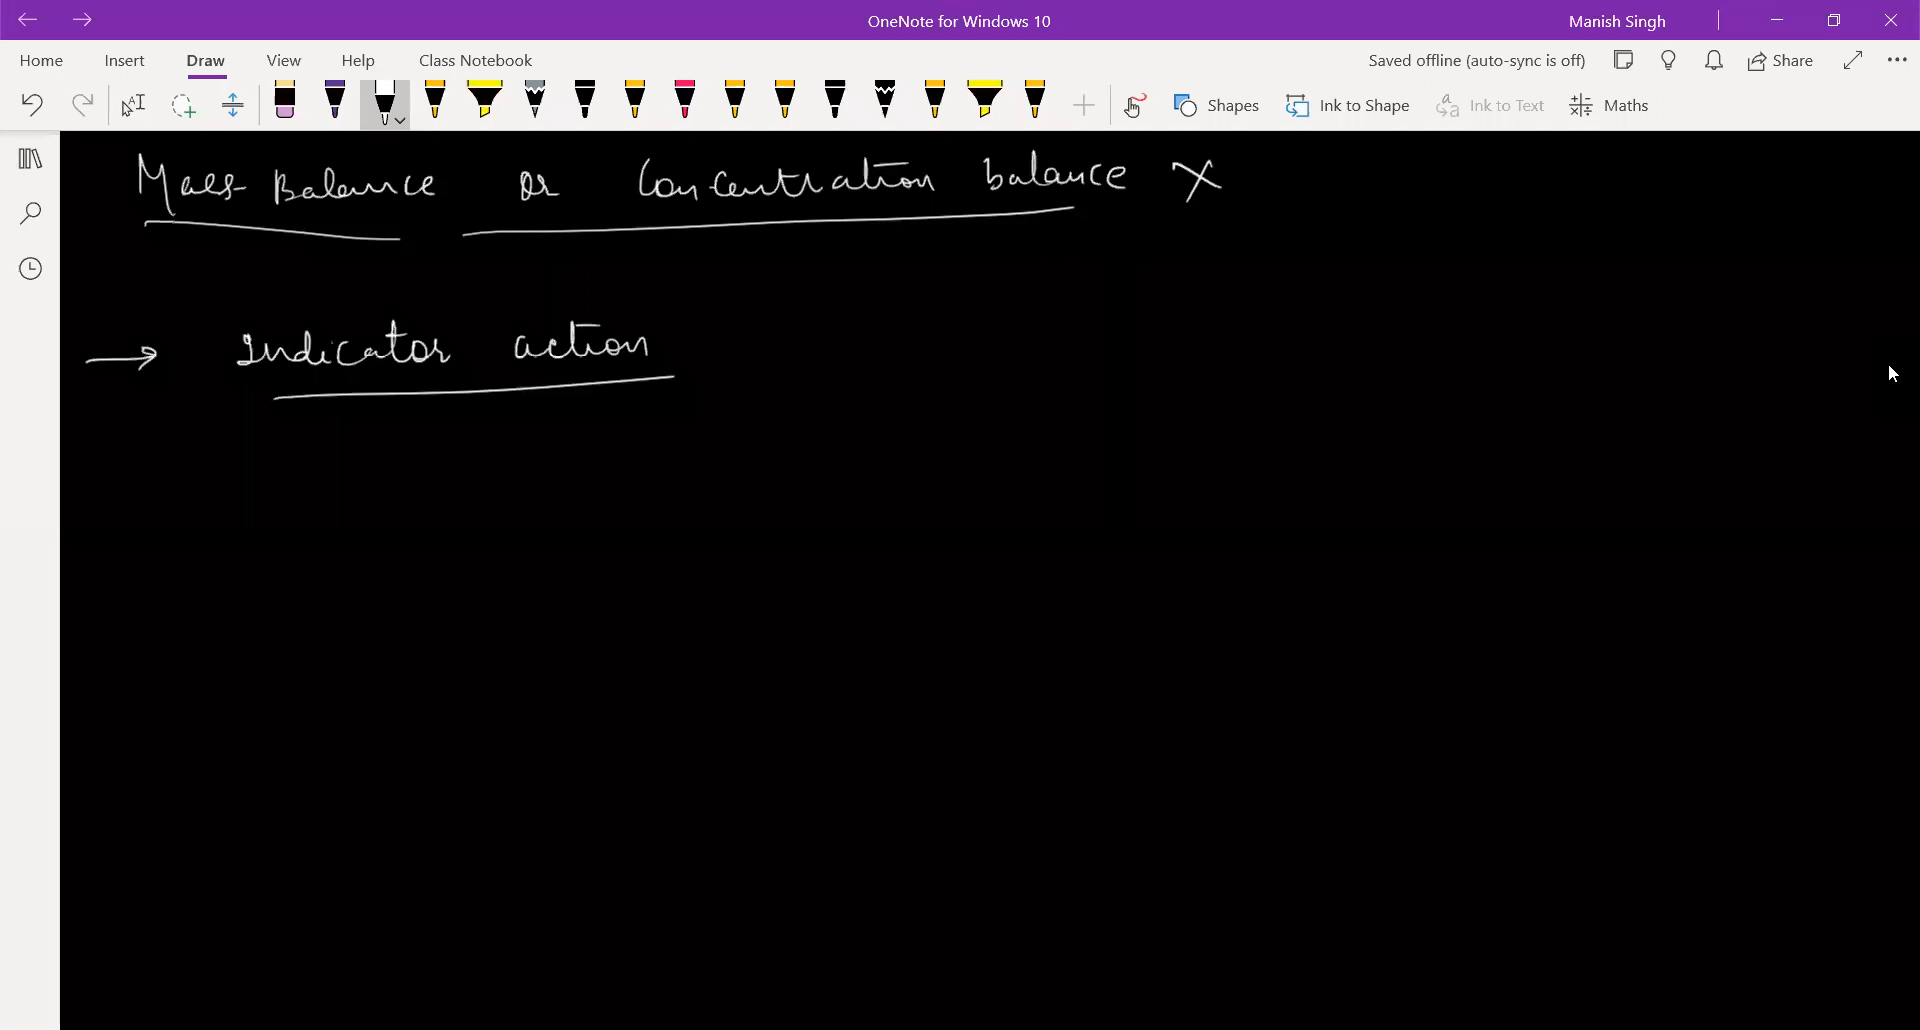 OneNote for Windows 10 Manish Singh
Home Insert Draw View Help Class Notebook Saved offline (auto-sync is off) Share
Shapes Ink to Shape Ink to Text Maths
Mass Balance or Concentration balance X
→ Indicator action